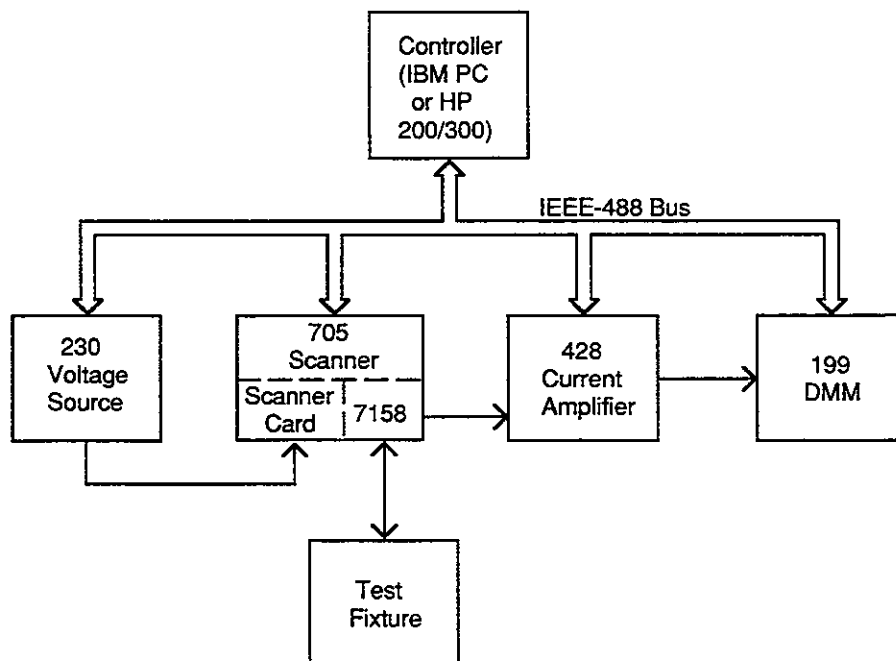 Controller
(IBM PC
or HP
200/300)
IEEE-488 Bus
230
Voltage
Source
705
Scanner
Scanner
Card
7158
428
Current
Amplifier
199
DMM
Test
Fixture